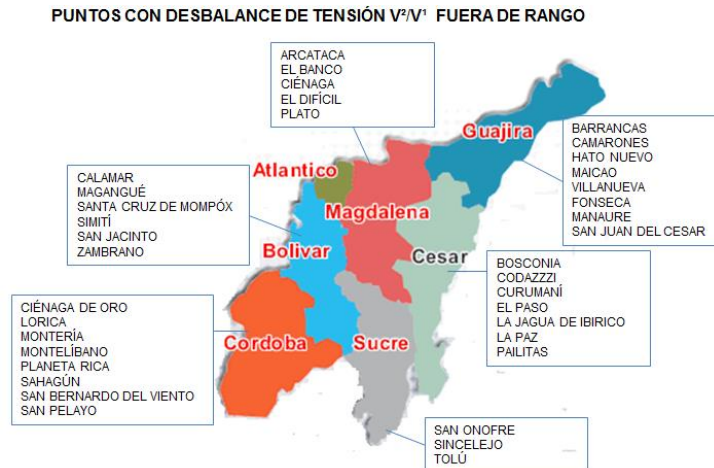 PUNTOS CON DESBALANCE DE TENSIÓN V²/V¹ FUERA DE RANGO
ARCATACA
EL BANCO
CIÉNAGA
EL DIFÍCIL
PLATO
Guajira
BARRANCAS
CAMARONES
HATO NUEVO
MAICAO
VILLANUEVA
FONSECA
MANAURE
SAN JUAN DEL CESAR
Atlantico
CALAMAR
MAGANGUÉ
SANTA CRUZ DE MOMPÓX
SIMITÍ
SAN JACINTO
ZAMBRANO
Magdalena
Bolivar
Cesar
BOSCONIA
CODAZZZI
CURUMANÍ
EL PASO
LA JAGUA DE IBIRICO
LA PAZ
PAILITAS
CIÉNAGA DE ORO
LORICA
MONTERÍA
MONTELÍBANO
PLANETA RICA
SAHAGÚN
SAN BERNARDO DEL VIENTO
SAN PELAYO
Cordoba
Sucre
SAN ONOFRE
SINCELEJO
TOLÚ